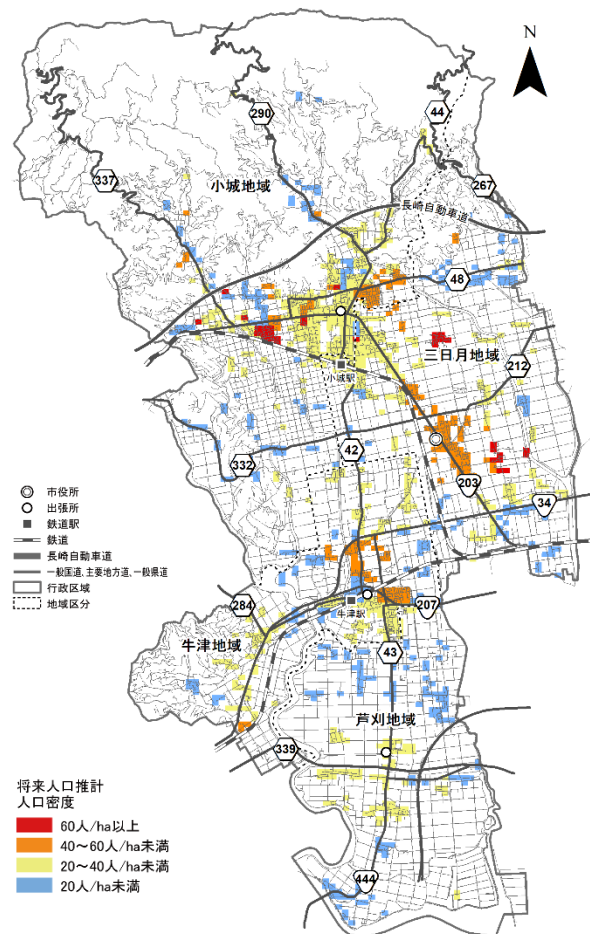 N
44
290
267
337
小城地域
長崎自動車道
48
三日月地域
212
小城駅
42
332
203
34
市役所
出張所
鉄道駅
鉄道
長崎自動車道
一般国道,主要地方道,一般県道
行政区域
地域区分
284
207
牛津駅
牛津地域
43
芦刈地域
339
将来人口推計
人口密度
60人/ha以上
40~60人/ha未満
20~40人/ha未満
20人/ha未満
444